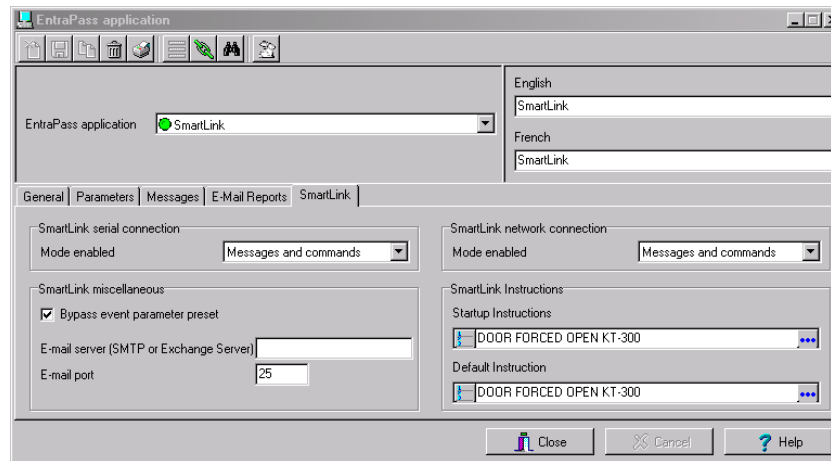 EntraPass application
EntraPass application
SmartLink
English
SmartLink
French
SmartLink
General
Parameters
Messages
E-Mail Reports
SmartLink
SmartLink serial connection
Mode enabled
Messages and commands
SmartLink network connection
Mode enabled
Messages and commands
SmartLink miscellaneous
Bypass event parameter preset
E-mail server (SMTP or Exchange Server)
E-mail port
25
SmartLink Instructions
Startup Instructions
DOOR FORCED OPEN KT-300
Default Instruction
DOOR FORCED OPEN KT-300
Close
Cancel
Help